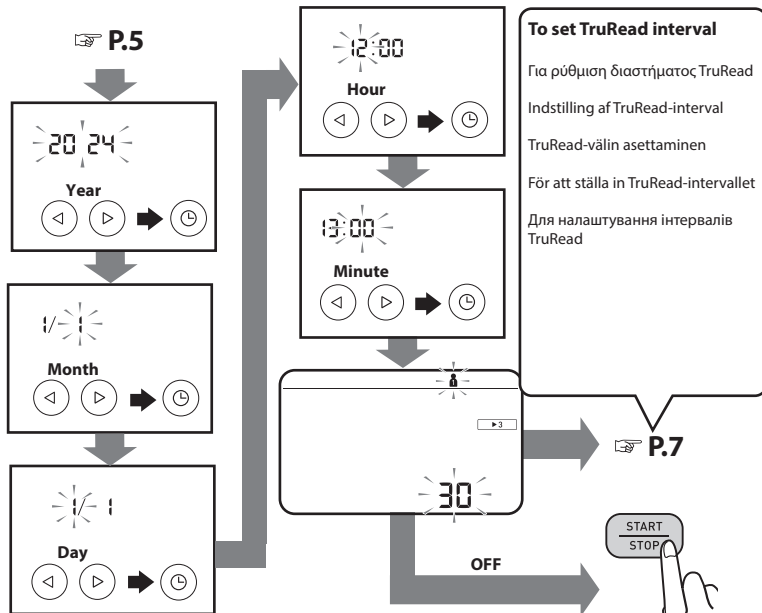 ☞ P.5
20 24
Year
1/ 1
Month
1/ 1
Day
12:00
Hour
13:00
Minute
►3
30
OFF
To set TruRead interval
Για ρύθμιση διαστήματος TruRead
Indstilling af TruRead-interval
TruRead-välin asettaminen
För att ställa in TruRead-intervallet
Для налаштування інтервалів
TruRead
☞ P.7
START
STOP